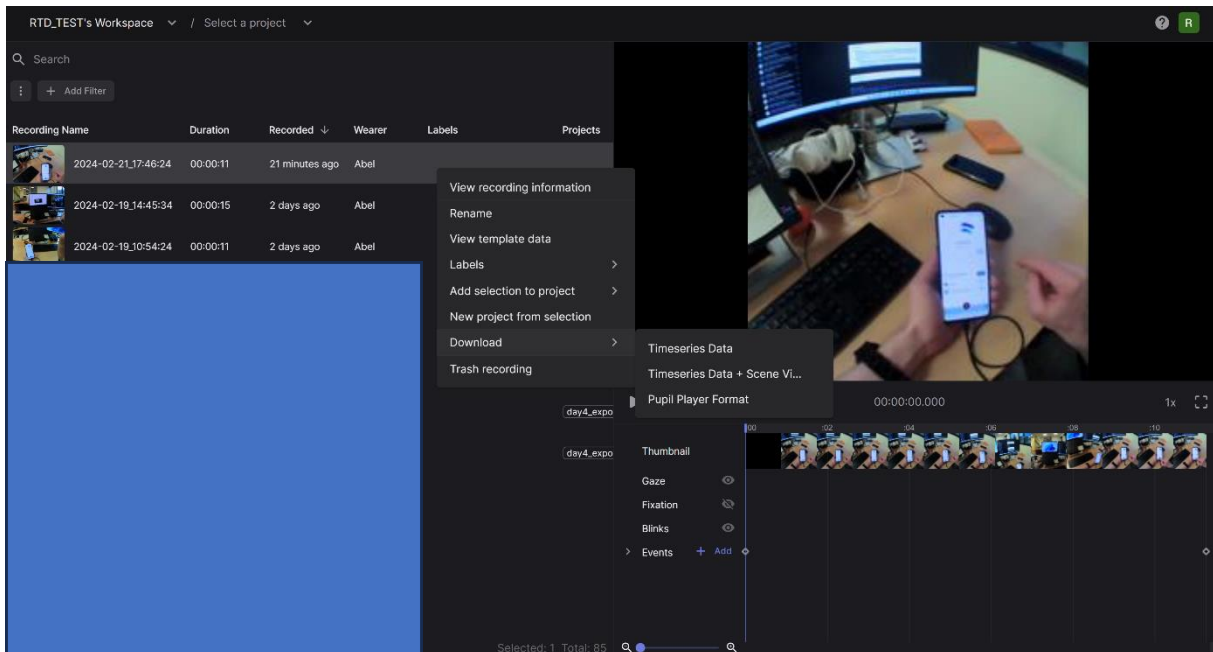 RTD_TEST's Workspace / Select a project
R
Search
+ Add Filter
Recording Name Duration Recorded ↓ Wearer Labels Projects
2024-02-21_17:46:24 00:00:11 21 minutes ago Abel
2024-02-19_14:45:34 00:00:15 2 days ago Abel
2024-02-19_10:54:24 00:00:11 2 days ago Abel
View recording information
Rename
View template data
Labels
Add selection to project
New project from selection
Download
Trash recording
Timeseries Data
Timeseries Data + Scene Vi...
Pupil Player Format
day4_expo
day4_expo
Selected: 1 Total: 85
00:00:00.000 1x
:00 :02 :04 :06 :08 :10
Thumbnail
Gaze
Fixation
Blinks
Events + Add